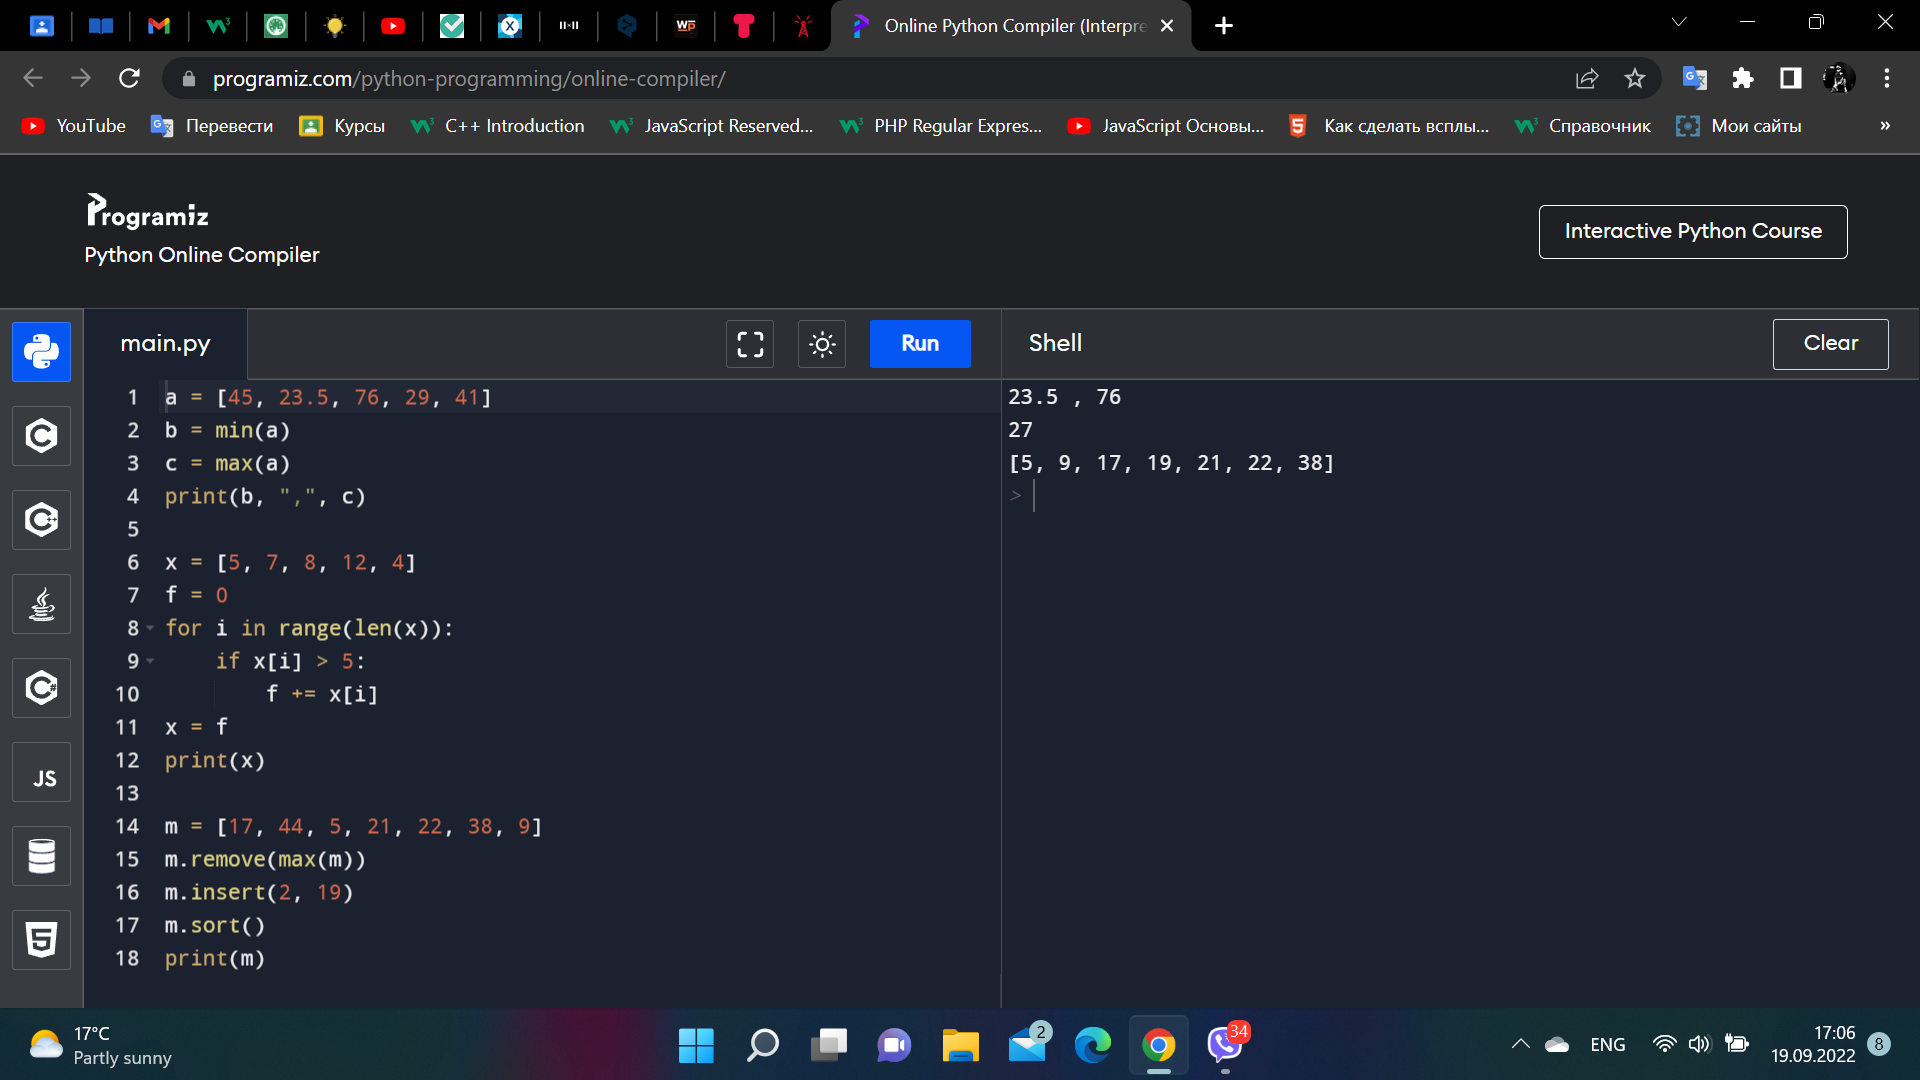 Online Python Compiler (Interpre
programiz.com/python-programming/online-compiler/
YouTube
Перевести
Курсы
C++ Introduction
JavaScript Reserved...
PHP Regular Expres...
JavaScript Основы...
Как сделать всплы...
Справочник
Мои сайты
»
Programiz
Python Online Compiler
Interactive Python Course
main.py
Run
Shell
Clear
1 a = [45, 23.5, 76, 29, 41]
2 b = min(a)
3 c = max(a)
4 print(b, ",", c)
5
6 x = [5, 7, 8, 12, 4]
7 f = 0
8 for i in range(len(x)):
9     if x[i] > 5:
10         f += x[i]
11 x = f
12 print(x)
13
14 m = [17, 44, 5, 21, 22, 38, 9]
15 m.remove(max(m))
16 m.insert(2, 19)
17 m.sort()
18 print(m)
23.5 , 76
27
[5, 9, 17, 19, 21, 22, 38]
>
JS
17°C
Partly sunny
2
34
ENG
17:06
19.09.2022
8